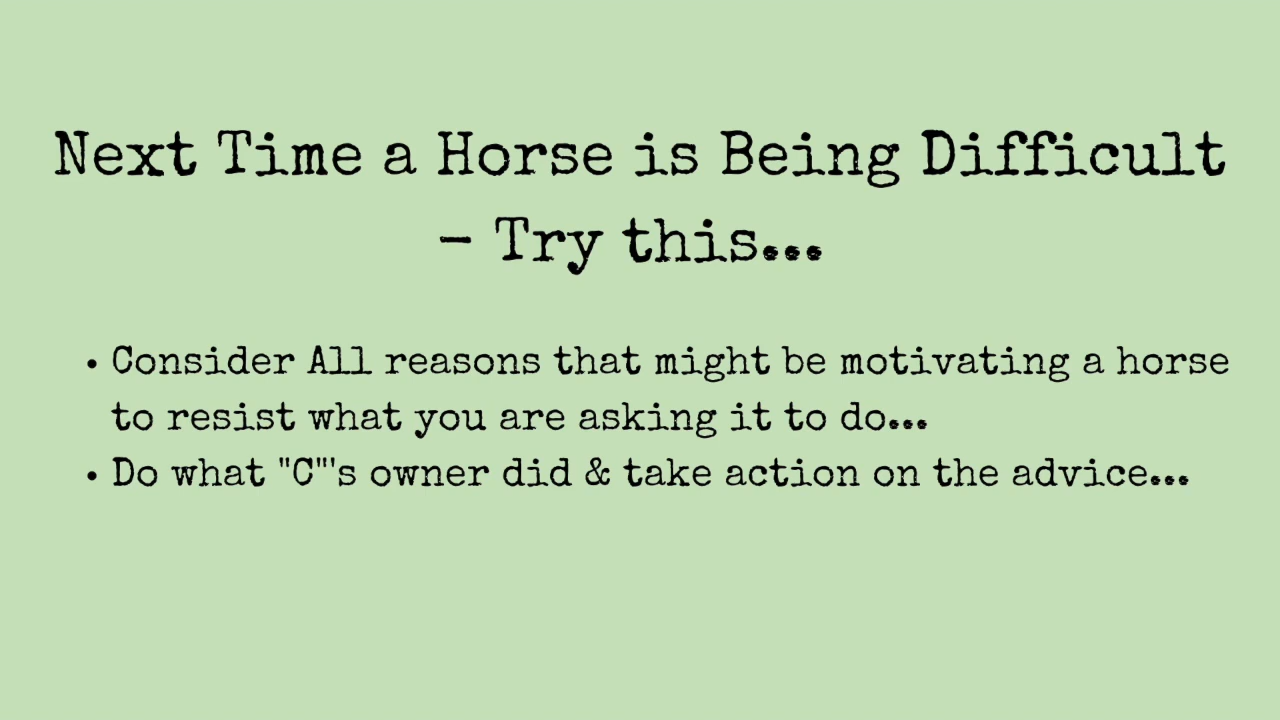 Next Time a Horse is Being Difficult
- Try this...
• Consider All reasons that might be motivating a horse
to resist what you are asking it to do...
• Do what "C"'s owner did & take action on the advice...